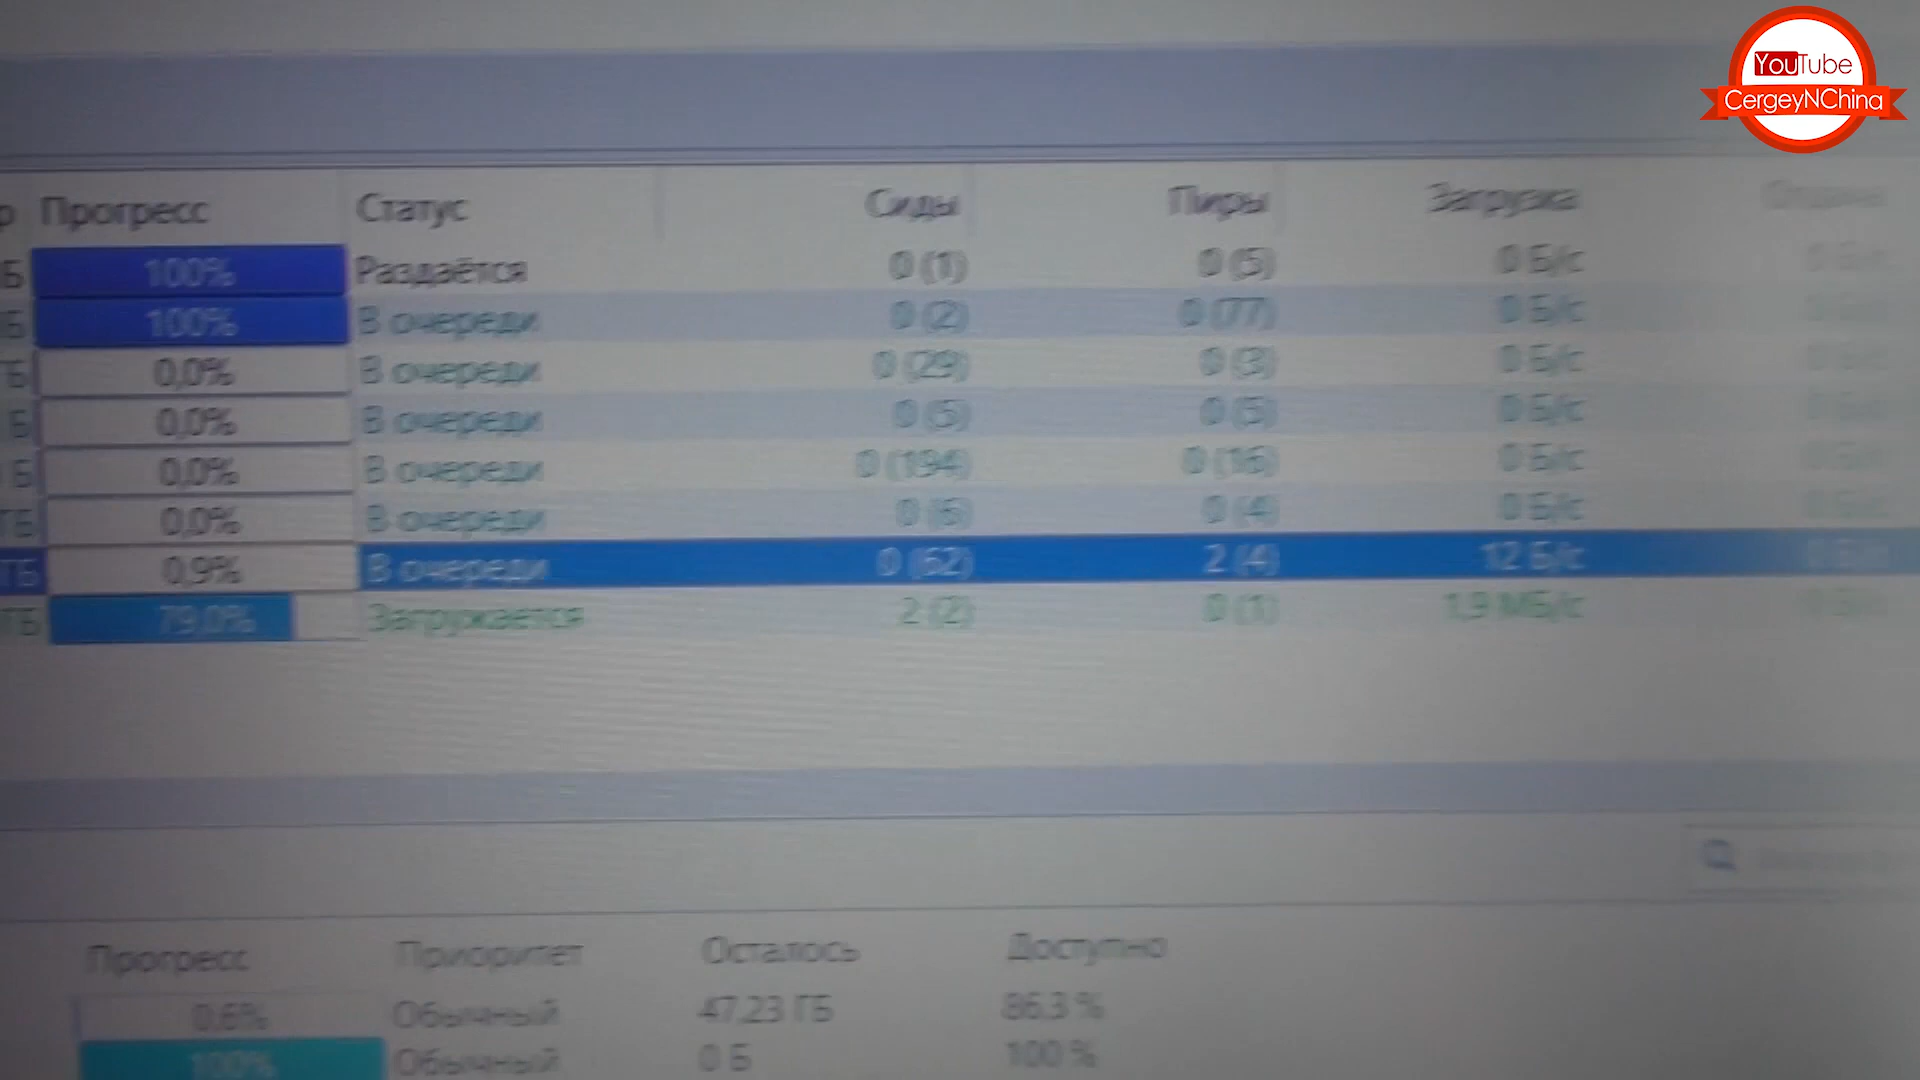 YouTube
CergeyNChina
р Прогресс Статус Сиды Пиры Загрузка
Б 100% Раздаётся 0 (1) 0 (5) 0 Б/с
Б 100% В очереди 0 (2) 0 (77) 0 Б/с
ГБ 0,0% В очереди 0 (29) 0 (3) 0 Б/с
Б 0,0% В очереди 0 (5) 0 (5) 0 Б/с
Б 0,0% В очереди 0 (194) 0 (16) 0 Б/с
ГБ 0,0% В очереди 0 (6) 0 (4) 0 Б/с
ГБ 0,9% В очереди 0 (62) 2 (4) 12 Б/с
ГБ 79,0% Загружается 2 (2) 0 (1) 1,9 МБ/с
Прогресс Приоритет Осталось Доступно
0,6% Обычный 47,23 ГБ 86,3 %
100% Обычный 0 Б 100 %